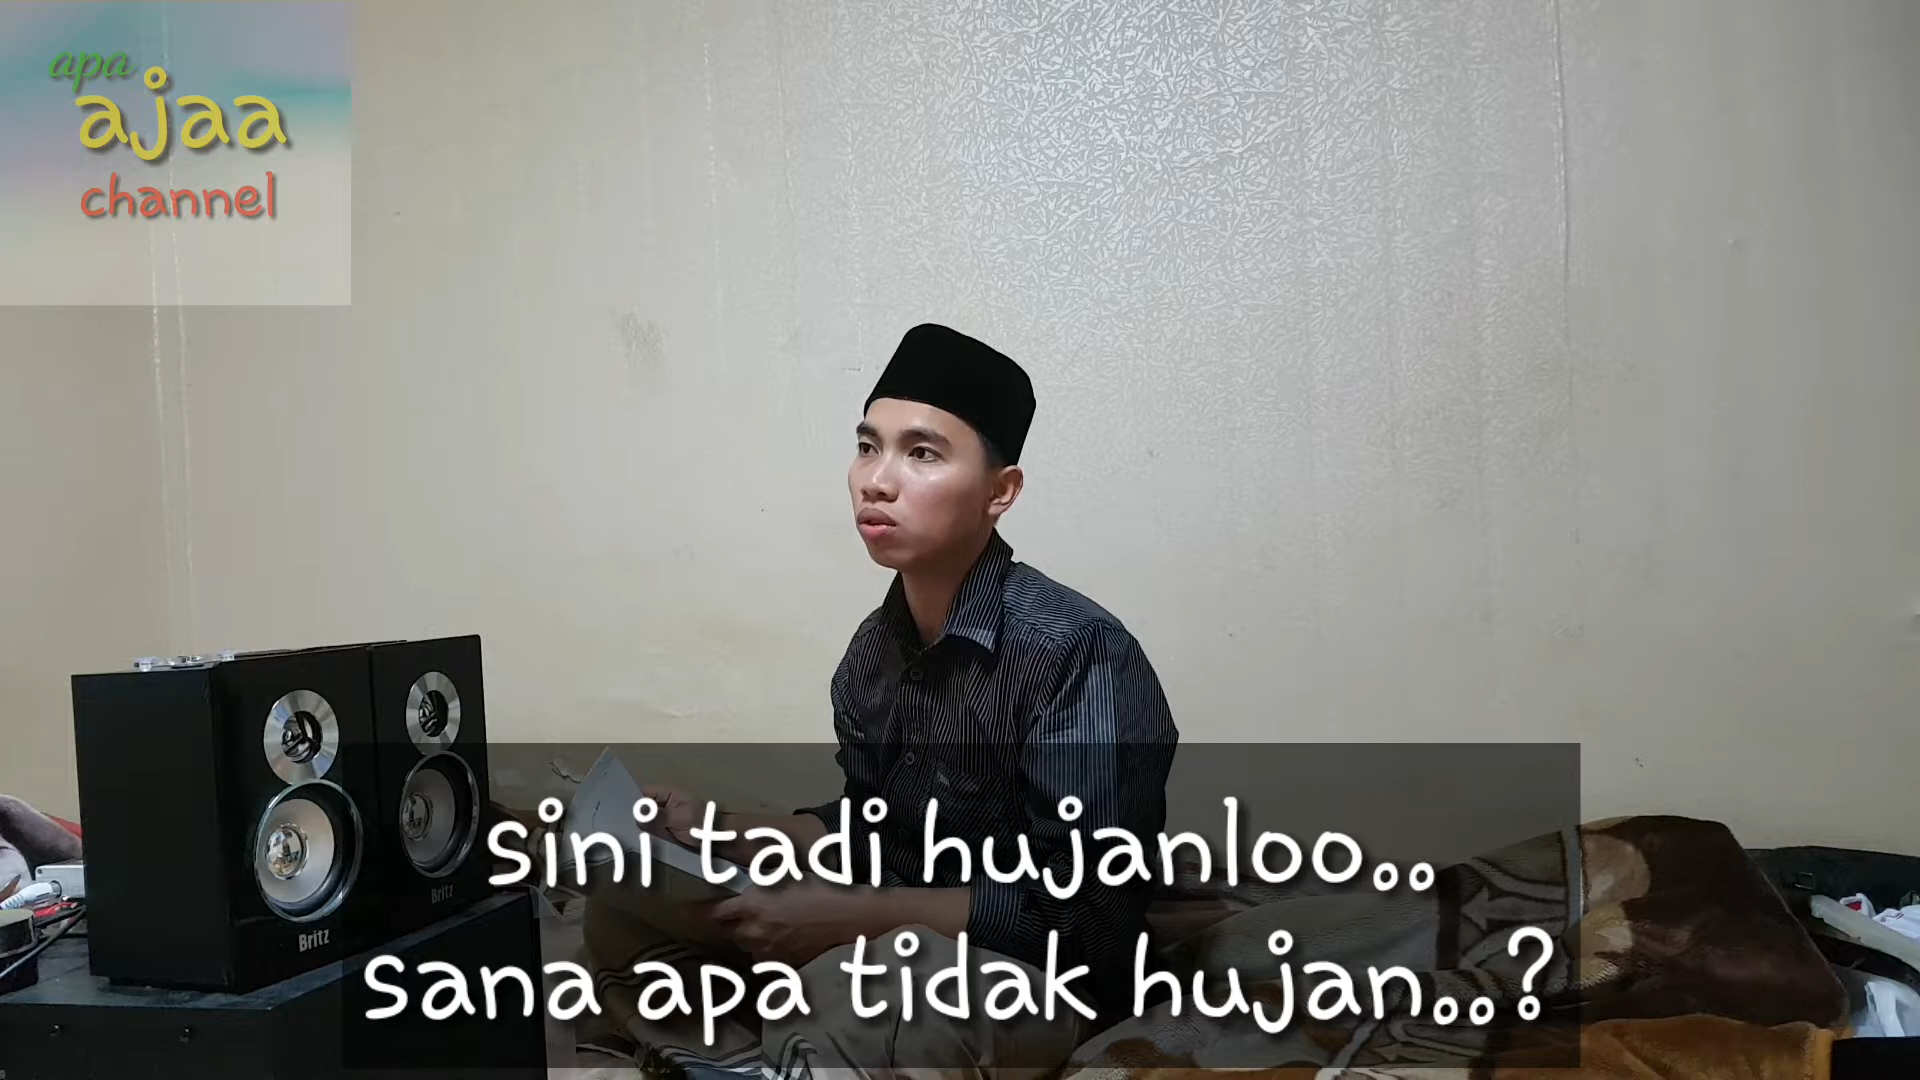 apa
ajaa
channel
sini tadi hujanloo..
sana apa tidak hujan..?
Britz
Britz